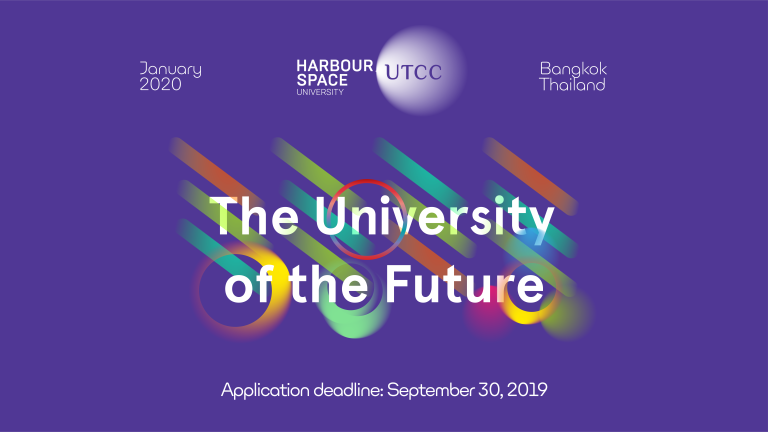 January
2020
HARBOUR
SPACE
UNIVERSITY
UTCC
Bangkok
Thailand
The University
of the Future
Application deadline: September 30, 2019